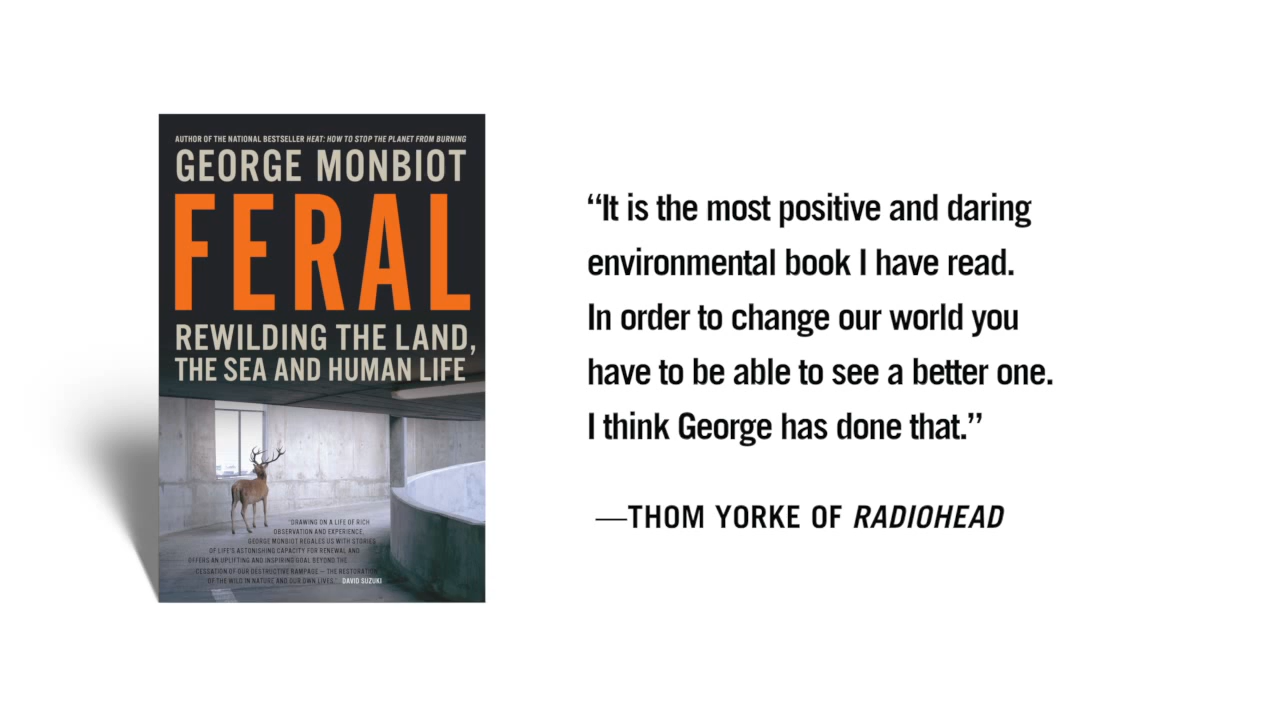 AUTHOR OF THE NATIONAL BESTSELLER HEAT: HOW TO STOP THE PLANET FROM BURNING
GEORGE MONBIOT
FERAL
REWILDING THE LAND,
THE SEA AND HUMAN LIFE
"DRAWING ON A LIFE OF RICH
OBSERVATION AND EXPERIENCE,
GEORGE MONBIOT REGALES US WITH STORIES
OF LIFE'S ASTONISHING CAPACITY FOR RENEWAL AND
OFFERS AN UPLIFTING AND INSPIRING GOAL BEYOND THE
CESSATION OF OUR DESTRUCTIVE RAMPAGE — THE RESTORATION
OF THE WILD IN NATURE AND OUR OWN LIVES." DAVID SUZUKI
“It is the most positive and daring
environmental book I have read.
In order to change our world you
have to be able to see a better one.
I think George has done that.”
—THOM YORKE OF RADIOHEAD